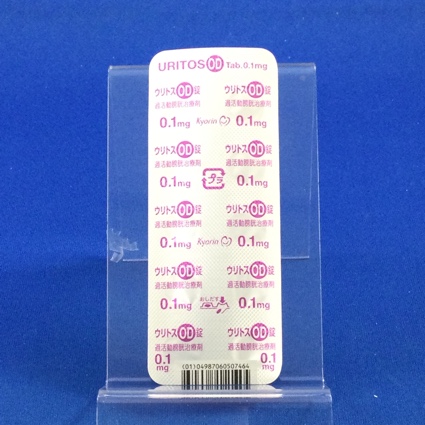 URITOS OD Tab. 0.1mg
ウリトスOD錠 ウリトスOD錠
過活動膀胱治療剤 過活動膀胱治療剤
0.1mg Kyorin 0.1mg
ウリトスOD錠 ウリトスOD錠
過活動膀胱治療剤 過活動膀胱治療剤
0.1mg プラ 0.1mg
ウリトスOD錠 ウリトスOD錠
過活動膀胱治療剤 過活動膀胱治療剤
0.1mg Kyorin 0.1mg
ウリトスOD錠 ウリトスOD錠
過活動膀胱治療剤 過活動膀胱治療剤
0.1mg おしだす 0.1mg
ウリトスOD錠 ウリトスOD錠
過活動膀胱治療剤 過活動膀胱治療剤
0.1 0.1
mg mg
(01)04987060507464